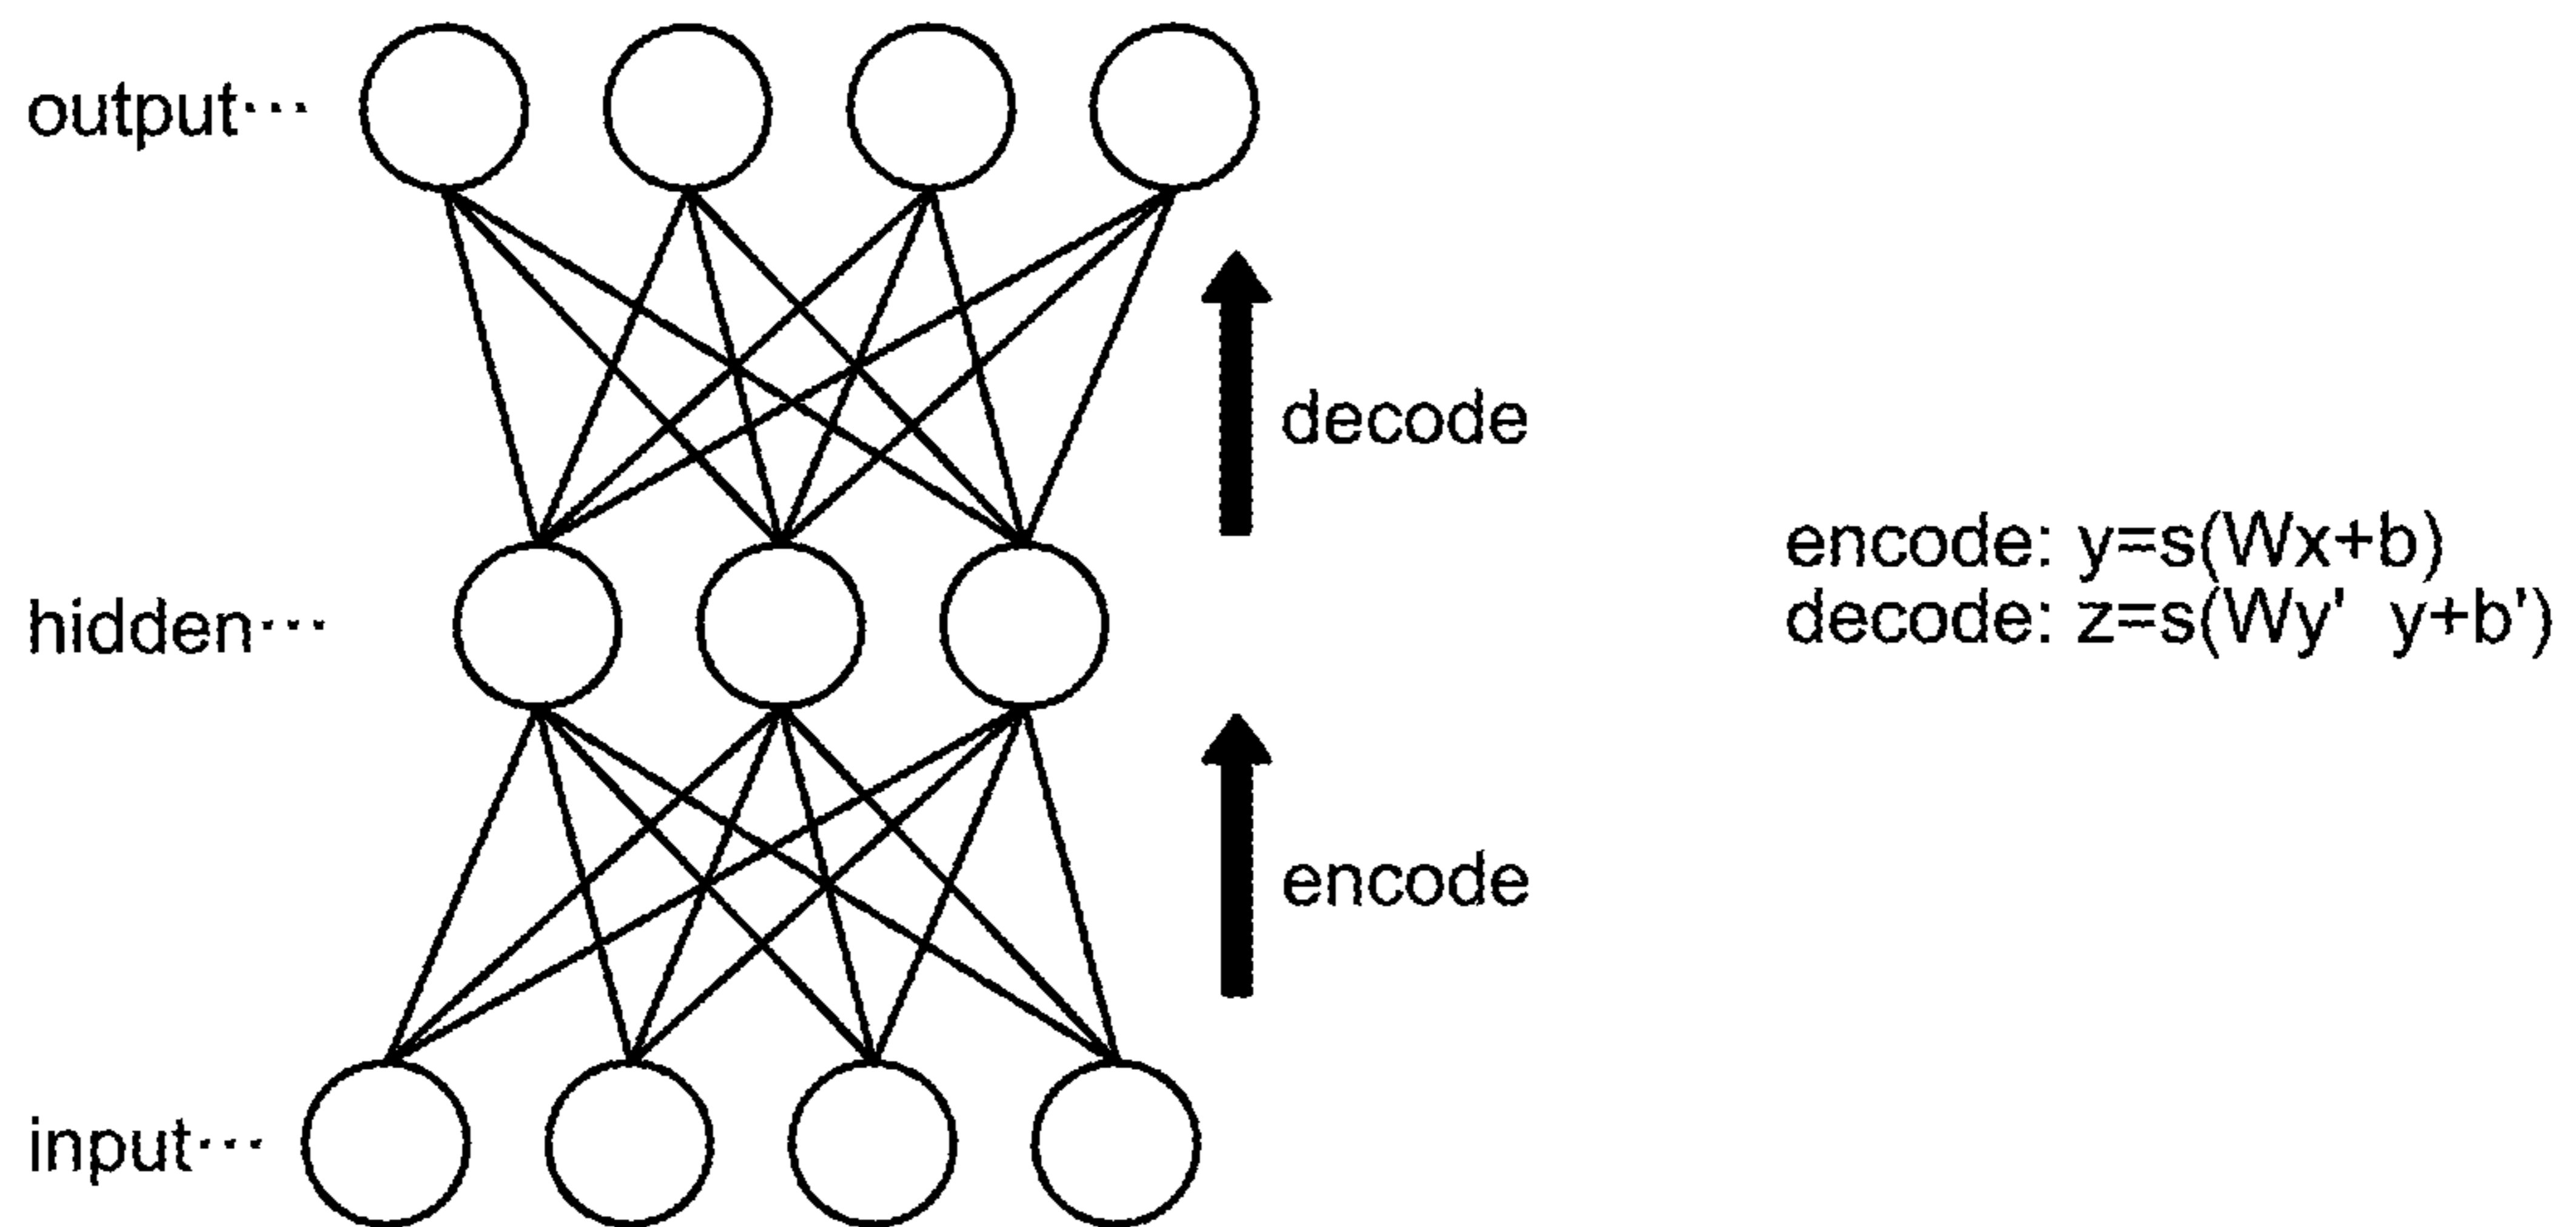 output···
decode
encode: y=s(Wx+b)
decode: z=s(Wy' y+b')
hidden···
encode
input···